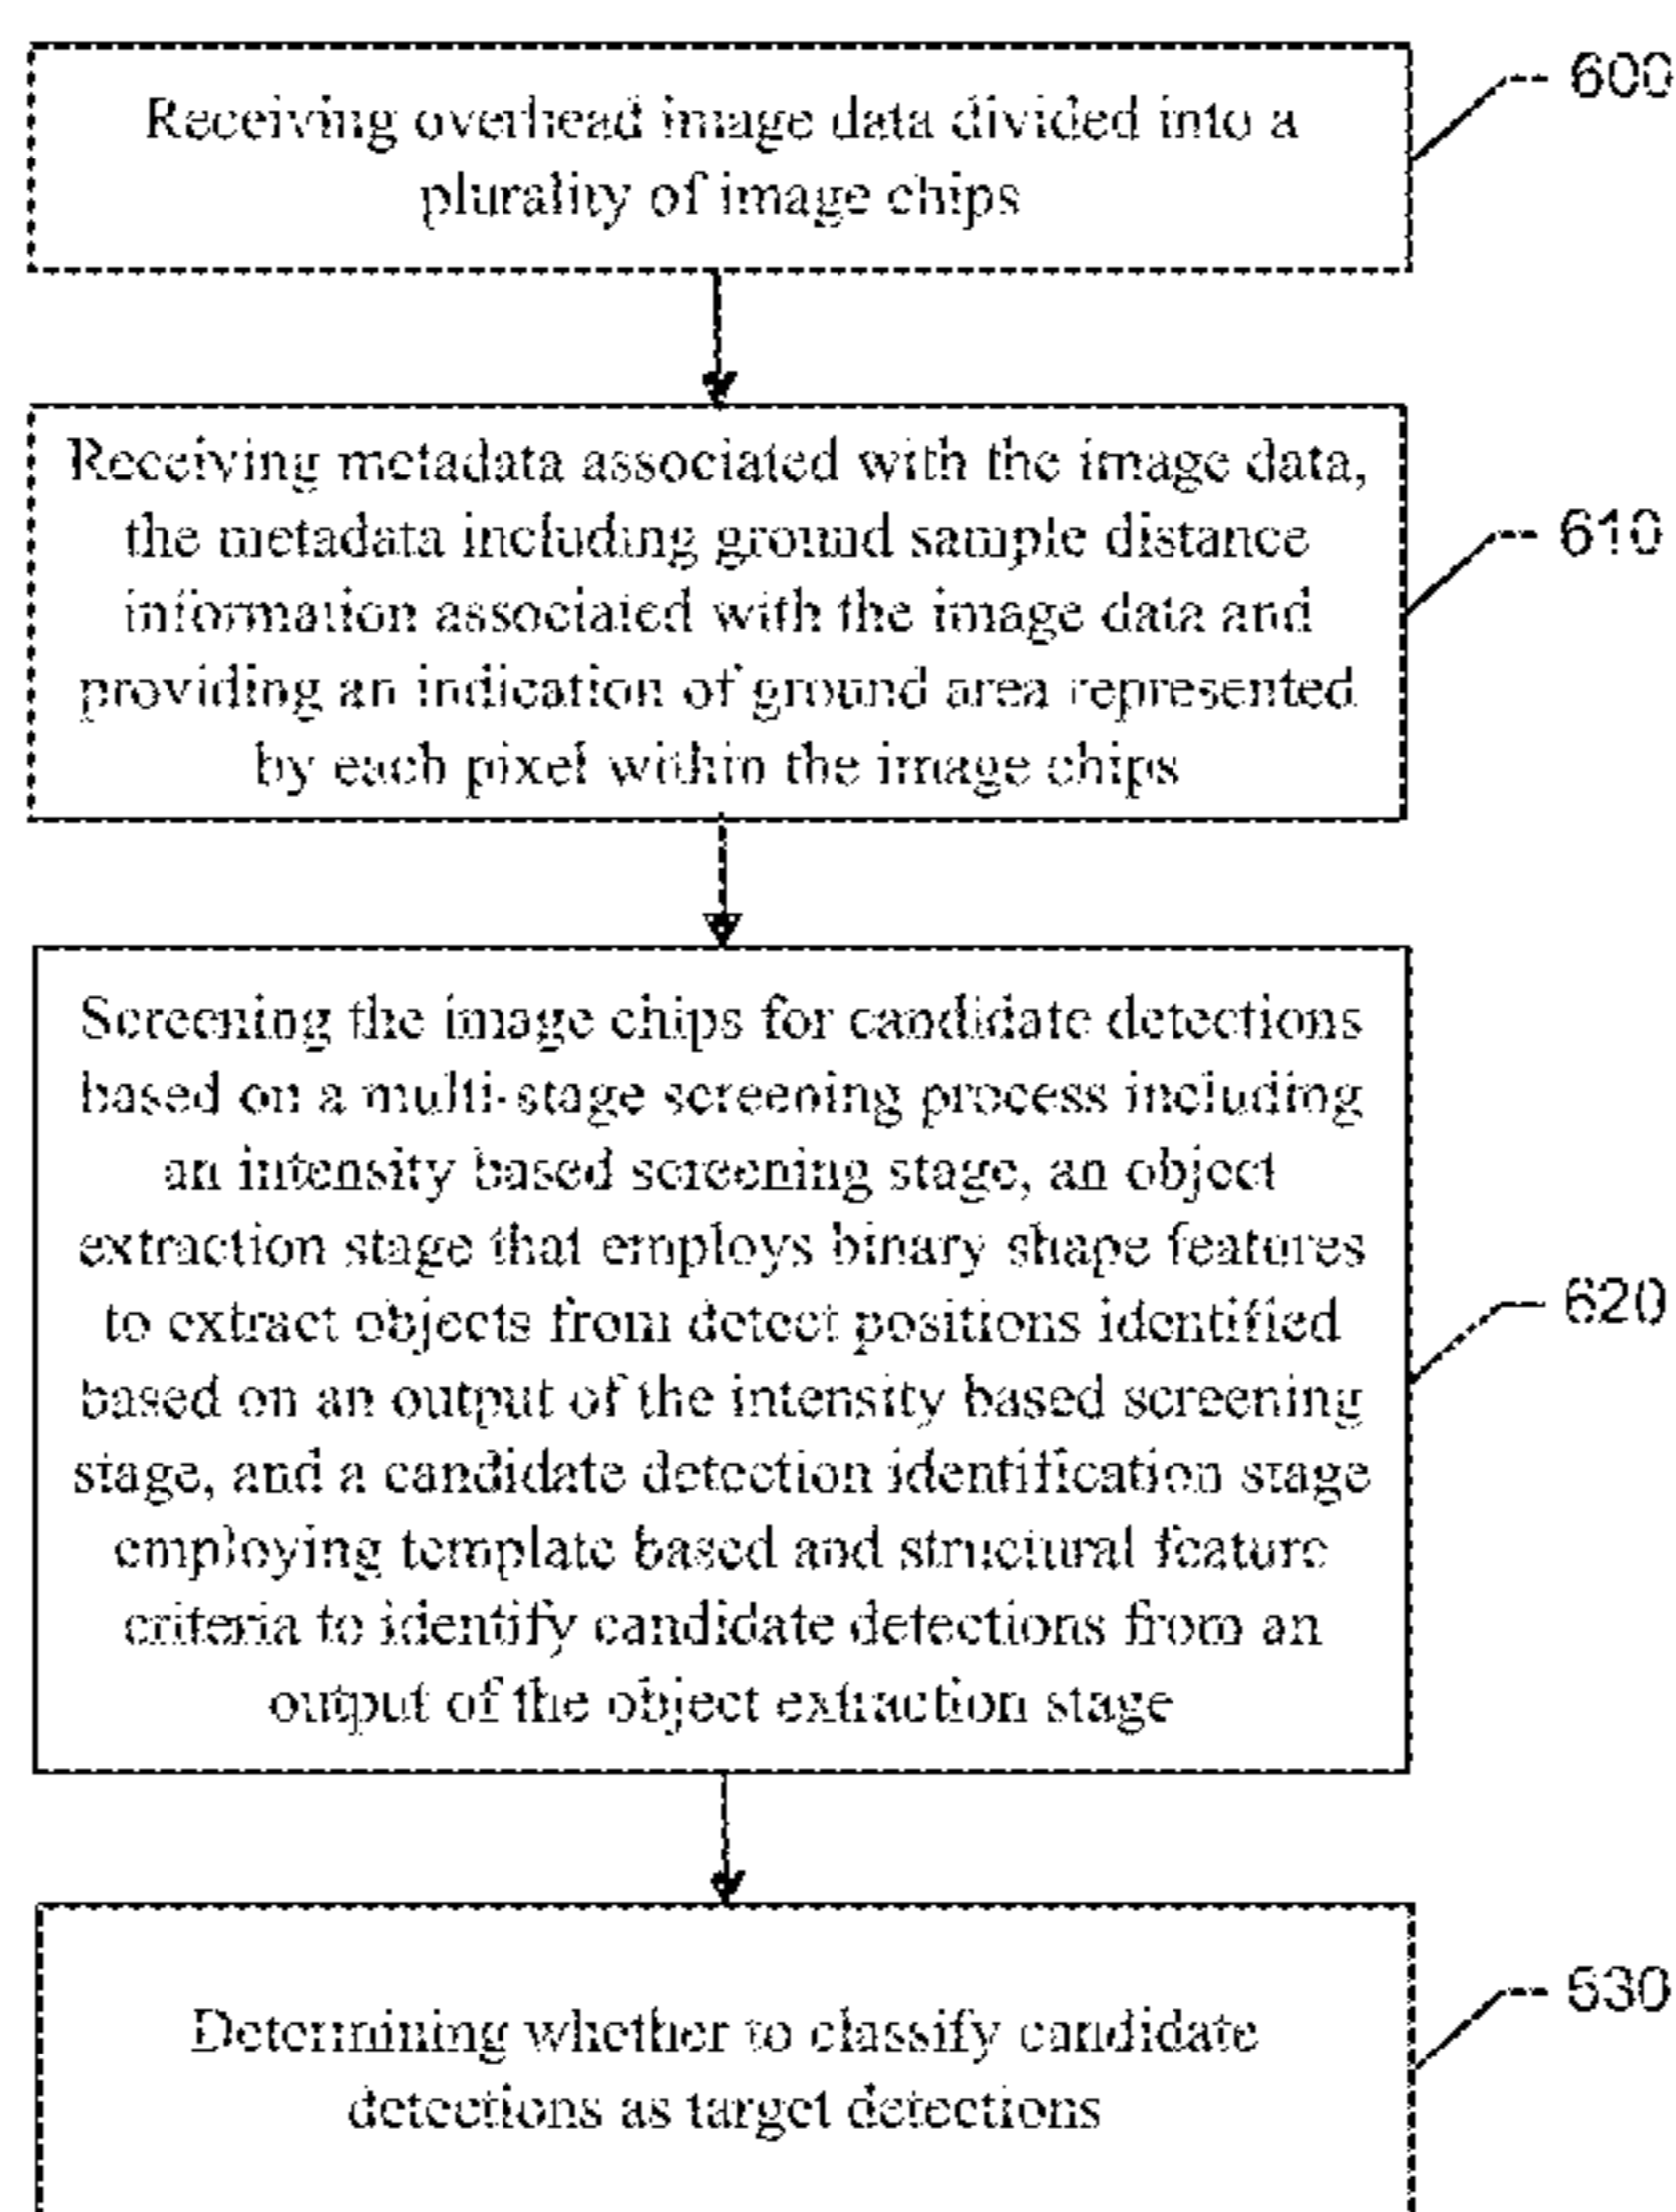 Receiving overhead image data divided into a
plurality of image chips
600
Receiving metadata associated with the image data,
the metadata including ground sample distance
information associated with the image data and
providing an indication of ground area represented
by each pixel within the image chips
610
Screening the image chips for candidate detections
based on a multi-stage screening process including
an intensity based screening stage, an object
extraction stage that employs binary shape features
to extract objects from detect positions identified
based on an output of the intensity based screening
stage, and a candidate detection identification stage
employing template based and structural feature
criteria to identify candidate detections from an
output of the object extraction stage
620
Determining whether to classify candidate
detections as target detections
630